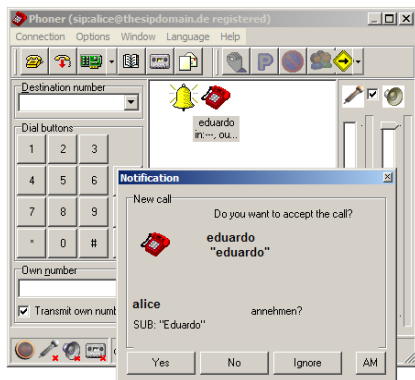 Phoner (sip:alice@thesipdomain.de registered)
Connection Options Window Language Help
Destination number
eduardo
in:---, ou...
Dial buttons
1 2 3
4 5 6
7 8 9
* 0 #
Own number
Transmit own numb
Notification
New call
Do you want to accept the call?
eduardo
"eduardo"
alice
annehmen?
SUB: "Eduardo"
Yes No Ignore AM